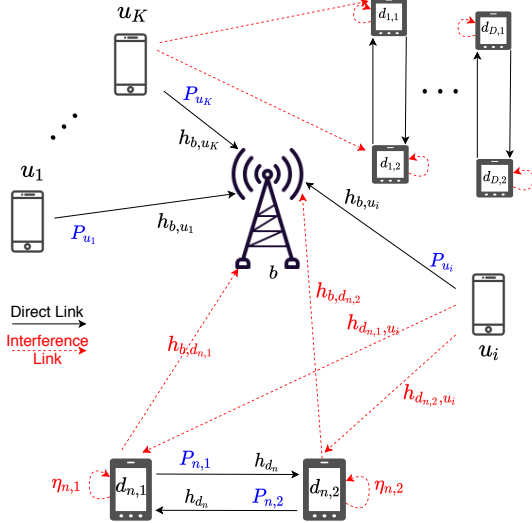 u_K
d_{1,1}
d_{D,1}
P_{u_K}
. . .
. . .
h_{b,u_K}
d_{1,2}
d_{D,2}
u_1
h_{b,u_i}
h_{b,u_1}
P_{u_1}
P_{u_i}
b
h_{b,d_{n,2}}
Direct Link
h_{d_{n,1},u_i}
Interference
Link
h_{b,d_{n,1}}
u_i
h_{d_{n,2},u_i}
P_{n,1}
h_{d_n}
η_{n,1}
d_{n,1}
d_{n,2}
η_{n,2}
h_{d_n}
P_{n,2}